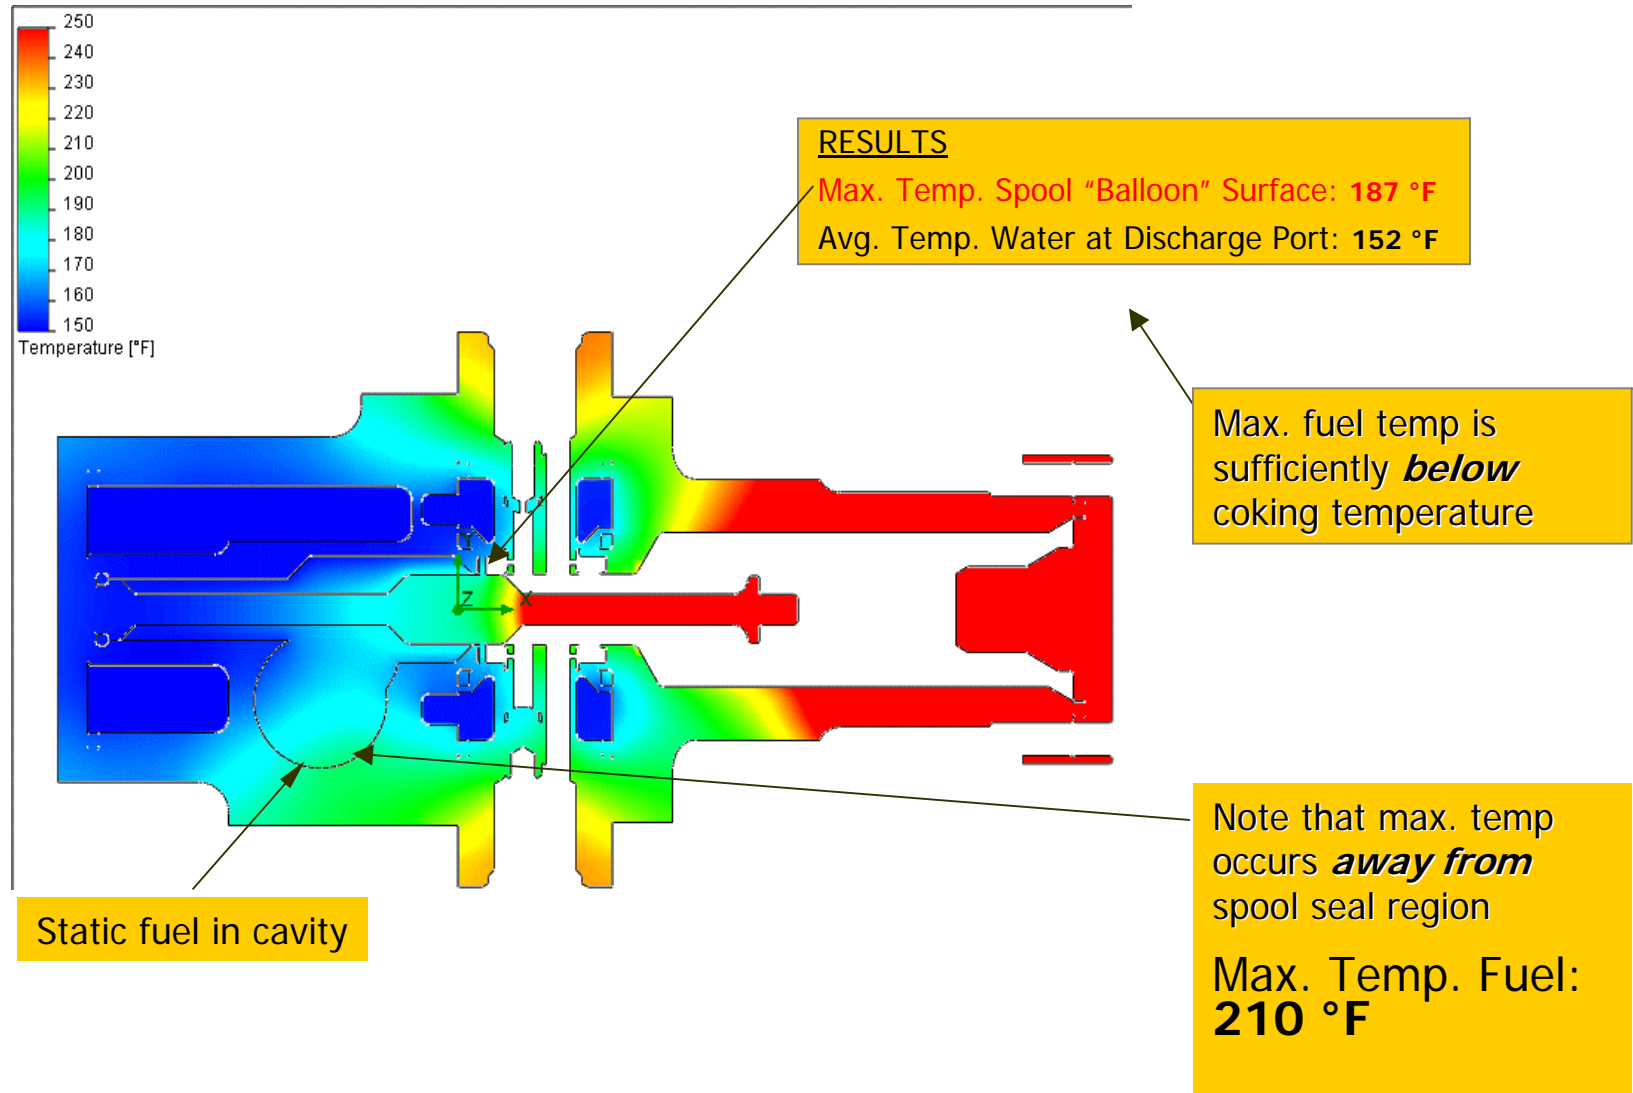 250
240
230
220
210
200
190
180
170
160
150
Temperature [°F]
RESULTS
Max. Temp. Spool “Balloon” Surface: 187 °F
Avg. Temp. Water at Discharge Port: 152 °F
Max. fuel temp is
sufficiently below
coking temperature
Y
Z
X
Note that max. temp
occurs away from
spool seal region
Max. Temp. Fuel:
210 °F
Static fuel in cavity